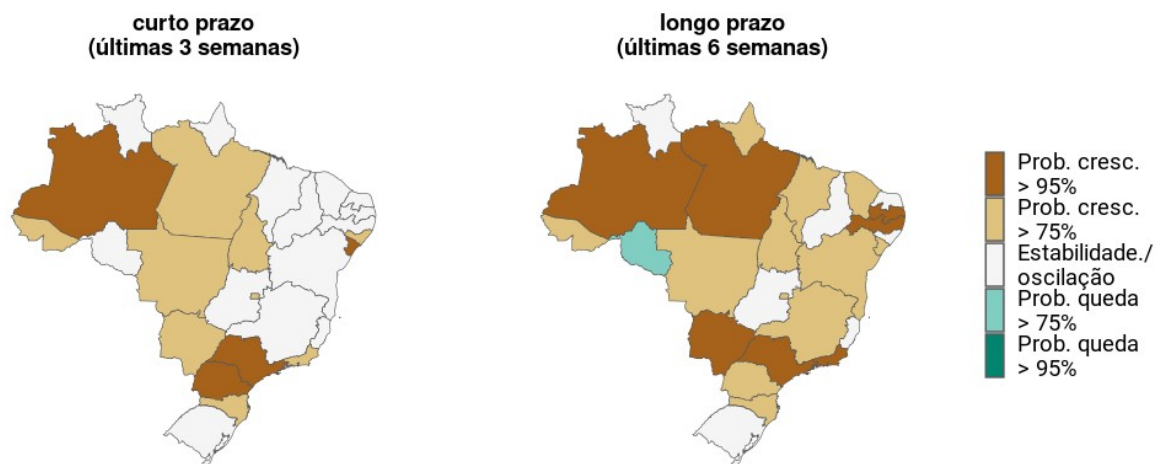 curto prazo
(últimas 3 semanas)
longo prazo
(últimas 6 semanas)
Prob. cresc.
> 95%
Prob. cresc.
> 75%
Estabilidade./
oscilação
Prob. queda
> 75%
Prob. queda
> 95%